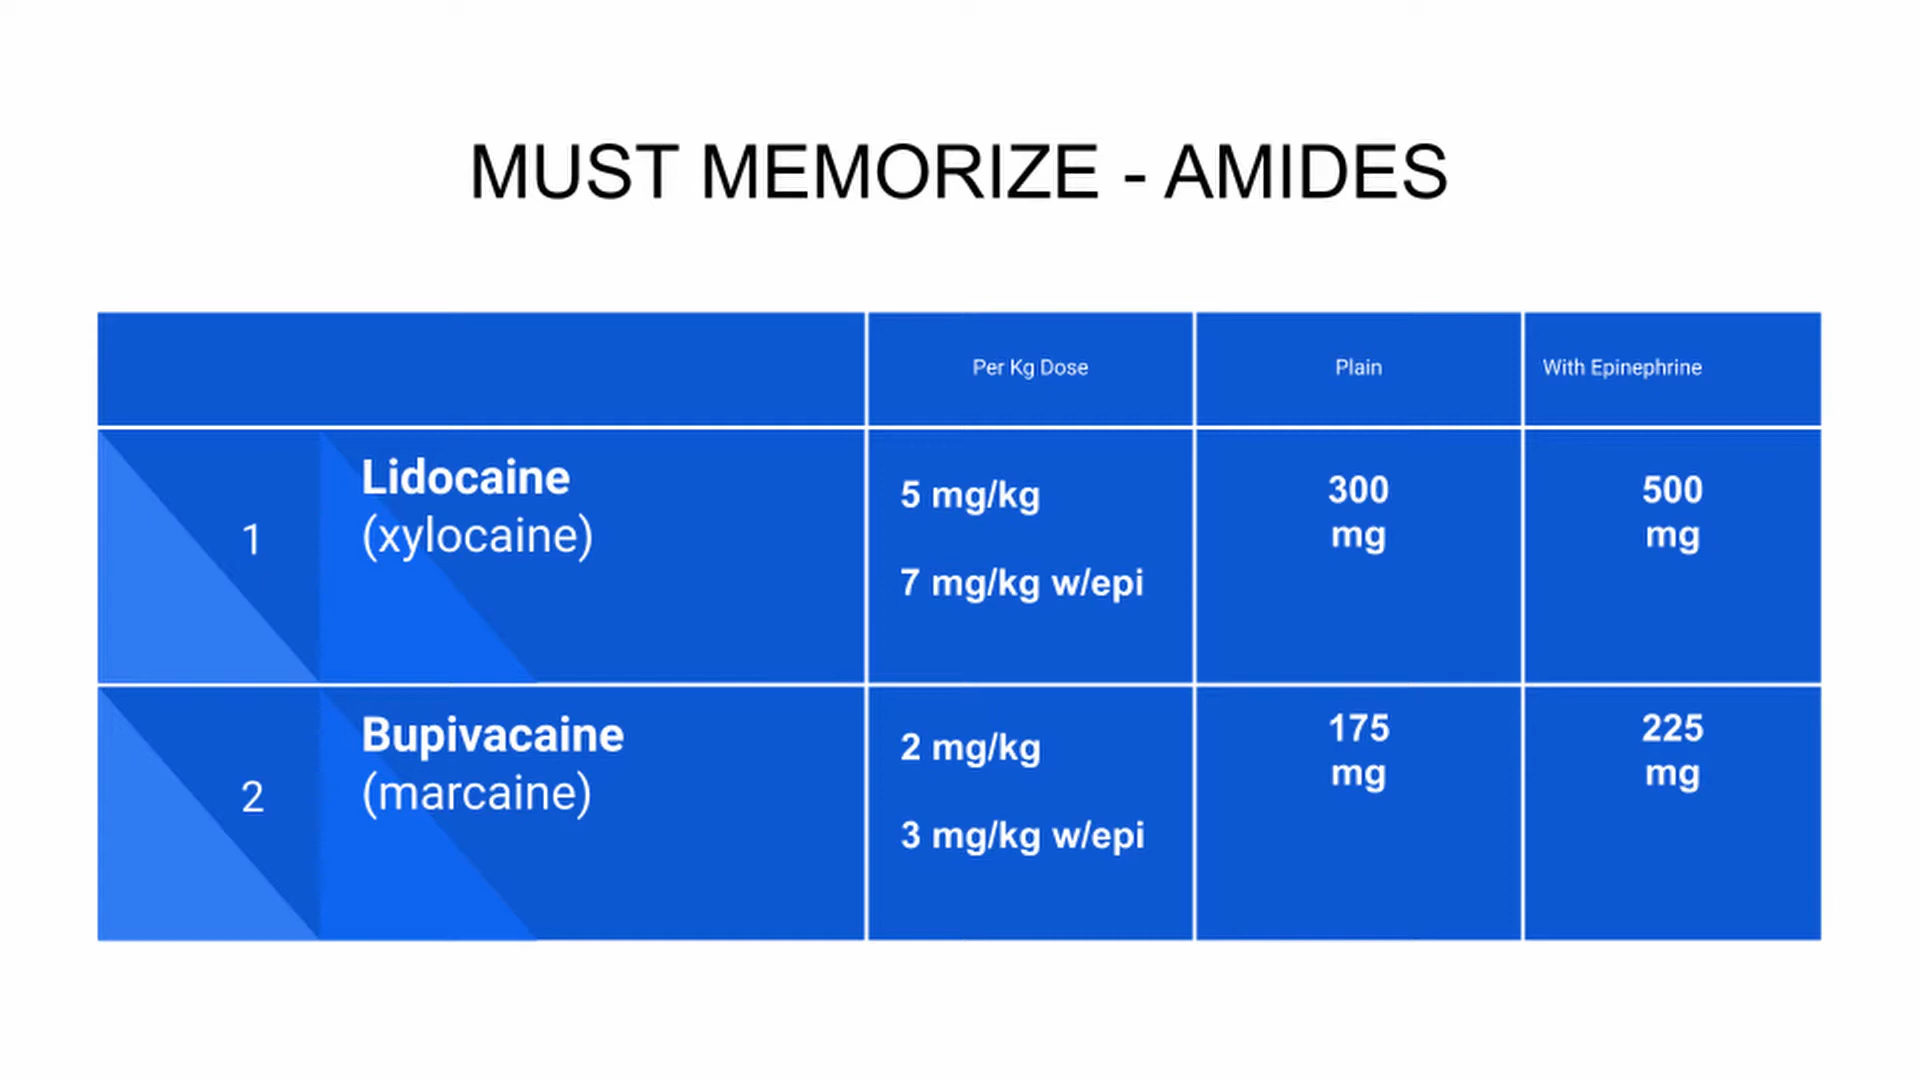 MUST MEMORIZE - AMIDES
Per Kg Dose
Plain
With Epinephrine
1
Lidocaine
(xylocaine)
5 mg/kg
7 mg/kg w/epi
300
mg
500
mg
2
Bupivacaine
(marcaine)
2 mg/kg
3 mg/kg w/epi
175
mg
225
mg